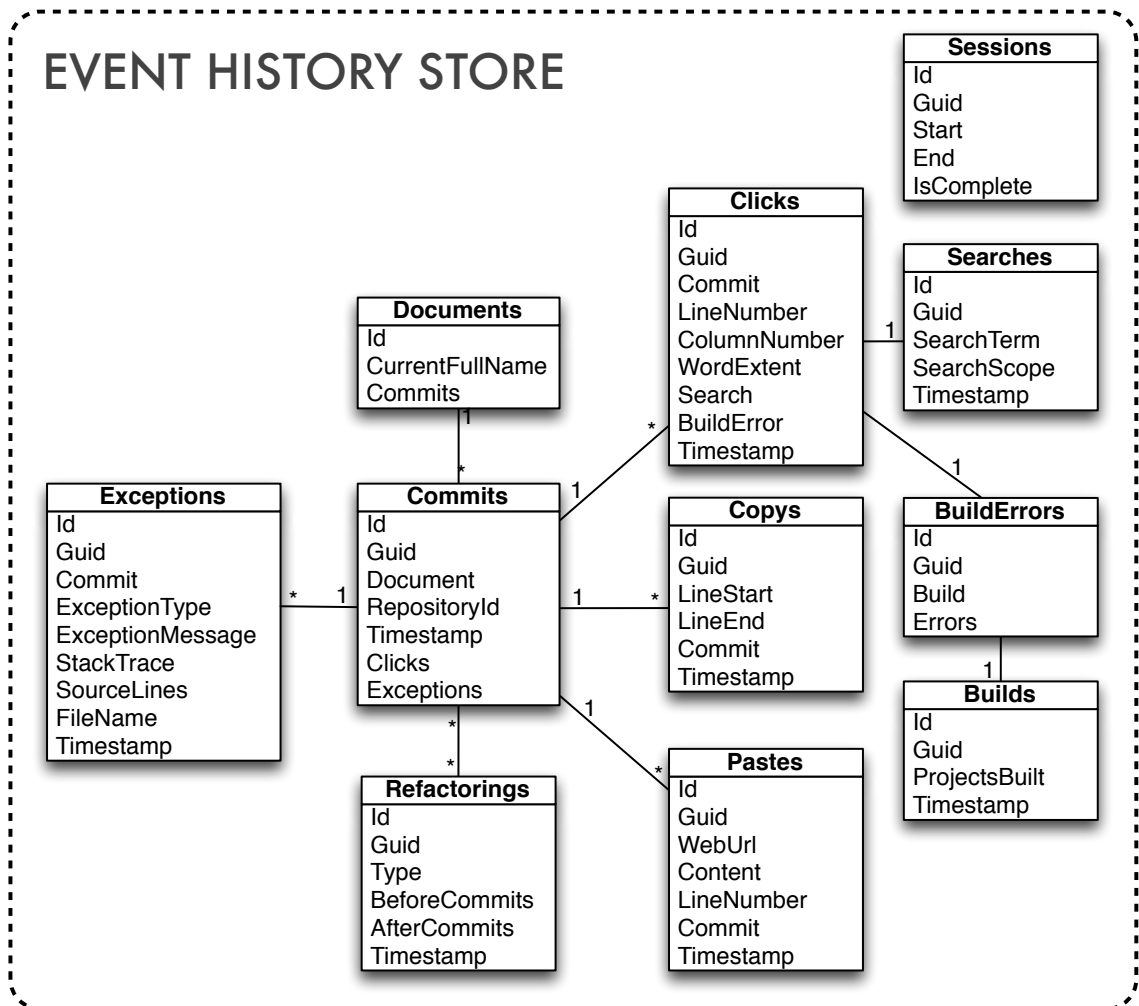 EVENT HISTORY STORE
Sessions
Id
Guid
Start
End
IsComplete
Clicks
Id
Guid
Commit
LineNumber
ColumnNumber
WordExtent
Search
BuildError
Timestamp
Searches
Id
Guid
SearchTerm
SearchScope
Timestamp
1
Documents
Id
CurrentFullName
Commits
1
*
*
1
1
Exceptions
Id
Guid
Commit
ExceptionType
ExceptionMessage
StackTrace
SourceLines
FileName
Timestamp
* 1
Commits
Id
Guid
Document
RepositoryId
Timestamp
Clicks
Exceptions
1 *
Copys
Id
Guid
LineStart
LineEnd
Commit
Timestamp
BuildErrors
Id
Guid
Build
Errors
1
Builds
Id
Guid
ProjectsBuilt
Timestamp
*
*
1
*
Refactorings
Id
Guid
Type
BeforeCommits
AfterCommits
Timestamp
Pastes
Id
Guid
WebUrl
Content
LineNumber
Commit
Timestamp